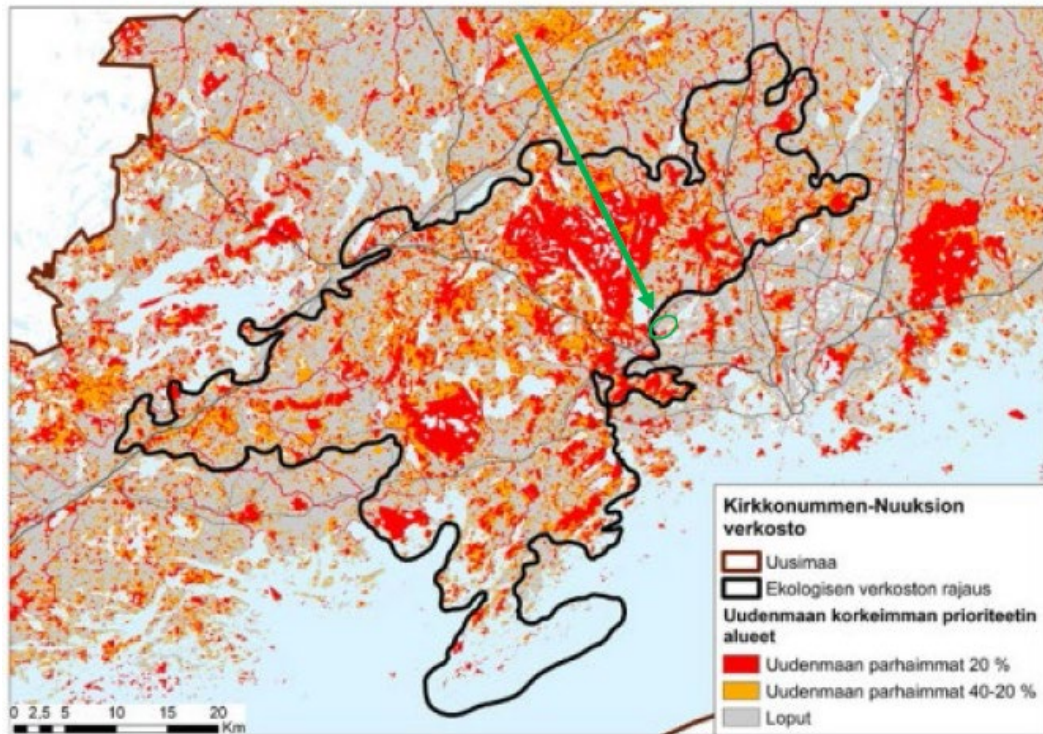 Kirkkonummen-Nuuksion
verkosto
Uusimaa
Ekologisen verkoston rajaus
Uudenmaan korkeimman prioriteetin
alueet
Uudenmaan parhaimmat 20 %
Uudenmaan parhaimmat 40-20 %
Loput
0 2,5 5 10 15 20
Km